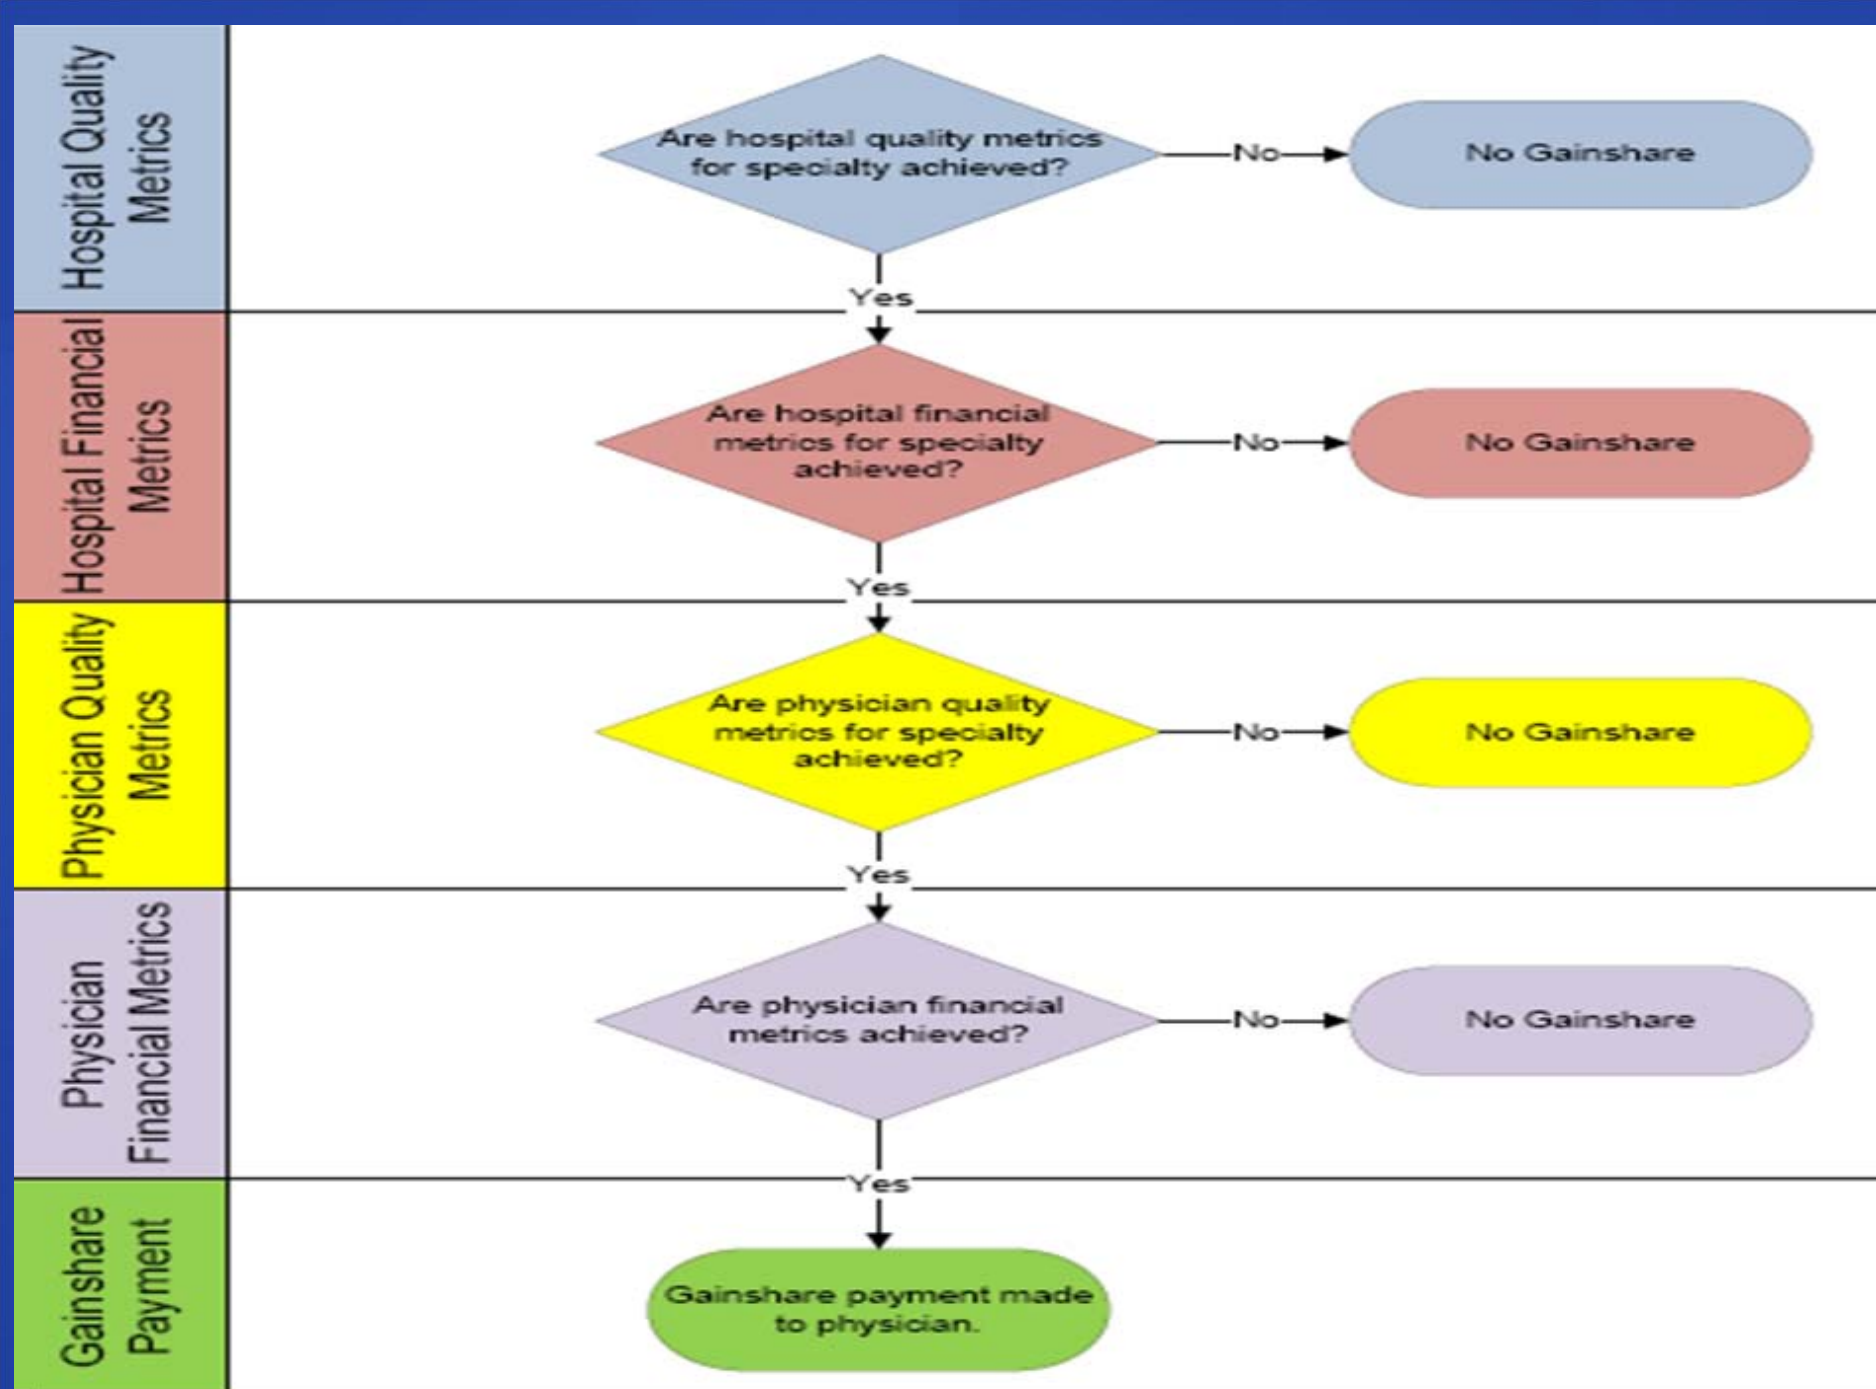 Hospital Quality
Metrics
Are hospital quality metrics
for specialty achieved?
No
No Gainshare
Yes
Hospital Financial
Metrics
Are hospital financial
metrics for specialty
achieved?
No
No Gainshare
Yes
Physician Quality
Metrics
Are physician quality
metrics for specialty
achieved?
No
No Gainshare
Yes
Physician
Financial Metrics
Are physician financial
metrics achieved?
No
No Gainshare
Yes
Gainshare
Payment
Gainshare payment made
to physician.